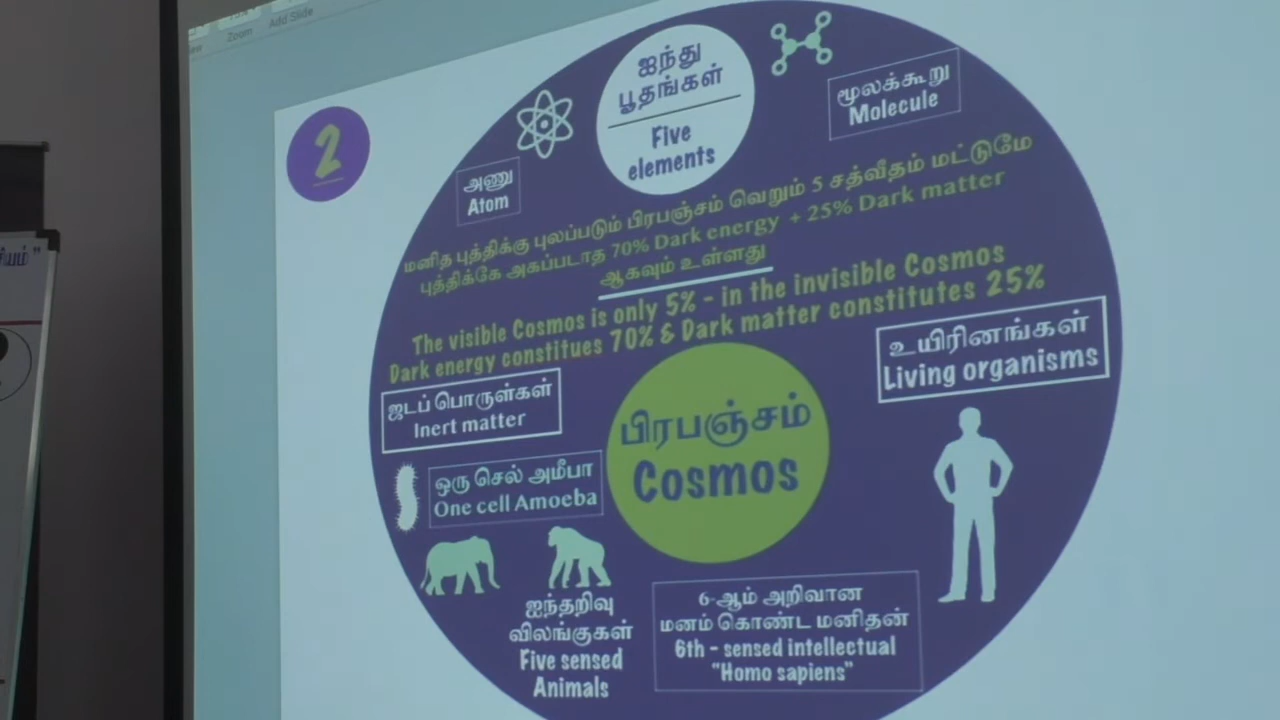 Zoom
Add Slide
2
ஐந்து
பூதங்கள்
Five
elements
மூலக்கூறு
Molecule
அணு
Atom
மனித புத்திக்கு புலப்படும் பிரபஞ்சம் வெறும் 5 சத்வீதம் மட்டுமே
புத்திக்கே அகப்படாத 70% Dark energy + 25% Dark matter
ஆகவும் உள்ளது
The visible Cosmos is only 5% - in the invisible Cosmos
Dark energy constitues 70% & Dark matter constitutes 25%
உயிரினங்கள்
Living organisms
ஜடப் பொருள்கள்
Inert matter
பிரபஞ்சம்
Cosmos
ஒரு செல் அமீபா
One cell Amoeba
ஐந்தறிவு
விலங்குகள்
Five sensed
Animals
6-ஆம் அறிவான
மனம் கொண்ட மனிதன்
6th - sensed intellectual
"Homo sapiens"